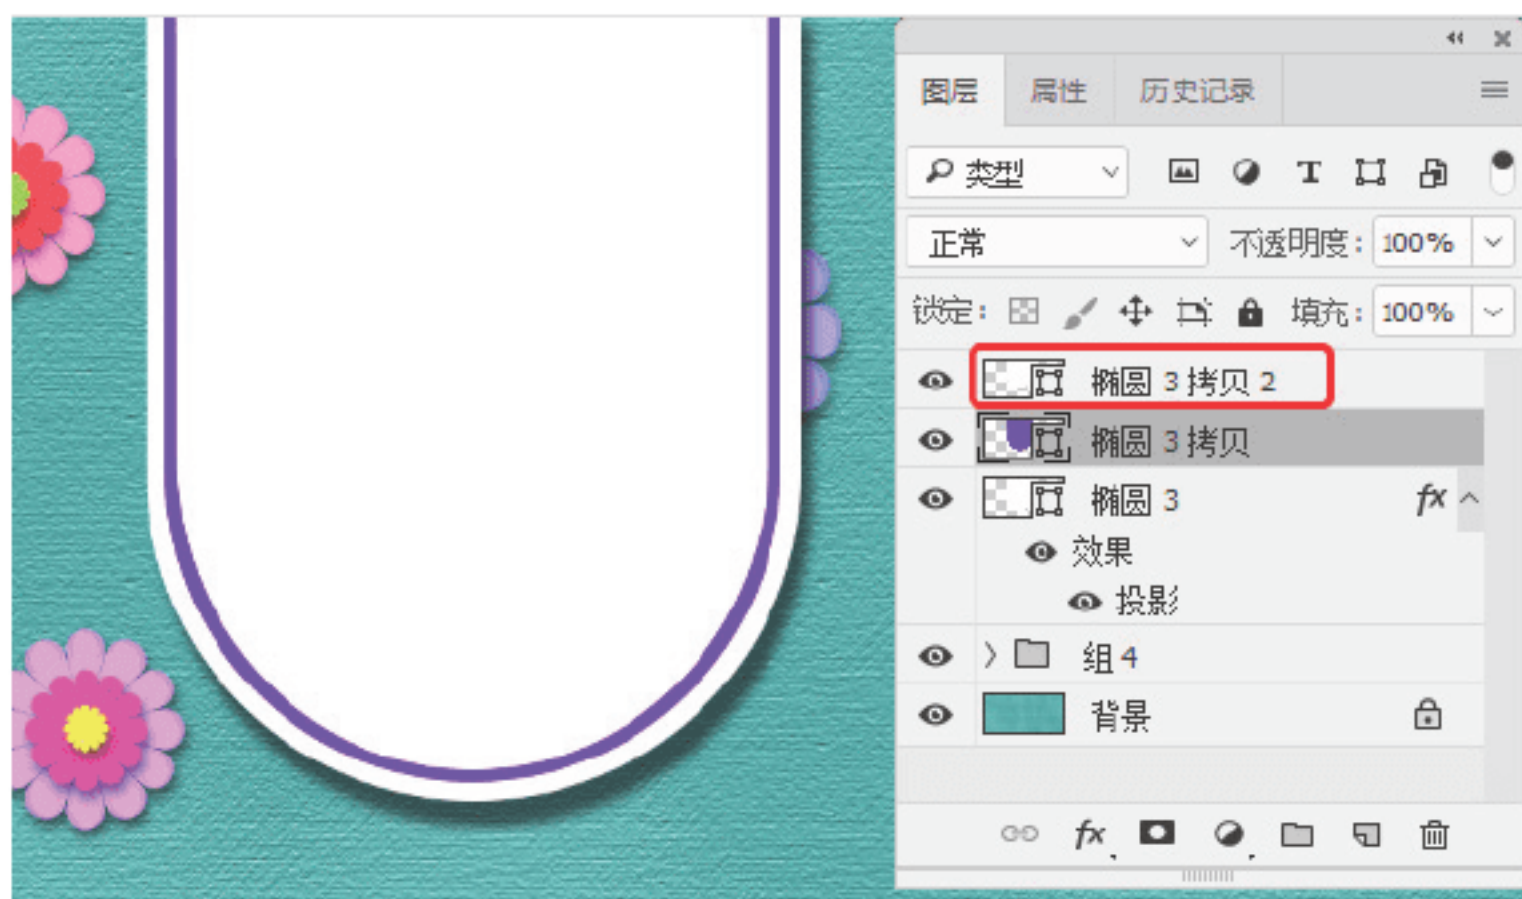 图层 属性 历史记录
类型 T
正常 不透明度: 100%
锁定: 填充: 100%
椭圆 3 拷贝 2
椭圆 3 拷贝
椭圆 3 fx
效果
投影
组 4
背景
fx